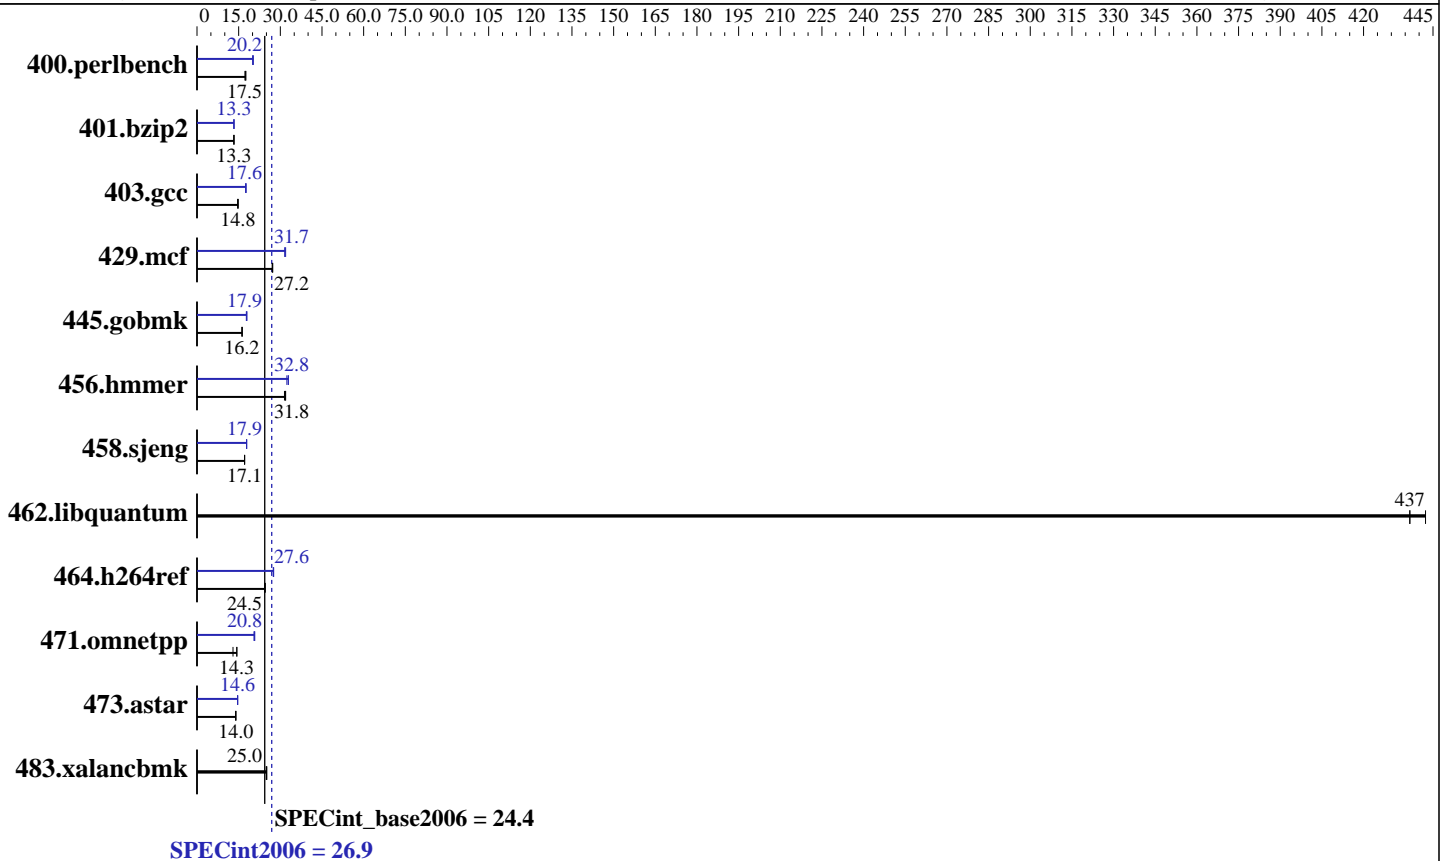 0 15.0 30.0 45.0 60.0 75.0 90.0 105 120 135 150 165 180 195 210 225 240 255 270 285 300 315 330 345 360 375 390 405 420 445
20.2
400.perlbench
17.5
13.3
401.bzip2
13.3
17.6
403.gcc
14.8
31.7
429.mcf
27.2
17.9
445.gobmk
16.2
32.8
456.hmmer
31.8
17.9
458.sjeng
17.1
437
462.libquantum
27.6
464.h264ref
24.5
20.8
471.omnetpp
14.3
14.6
473.astar
14.0
25.0
483.xalancbmk
SPECint_base2006 = 24.4
SPECint2006 = 26.9